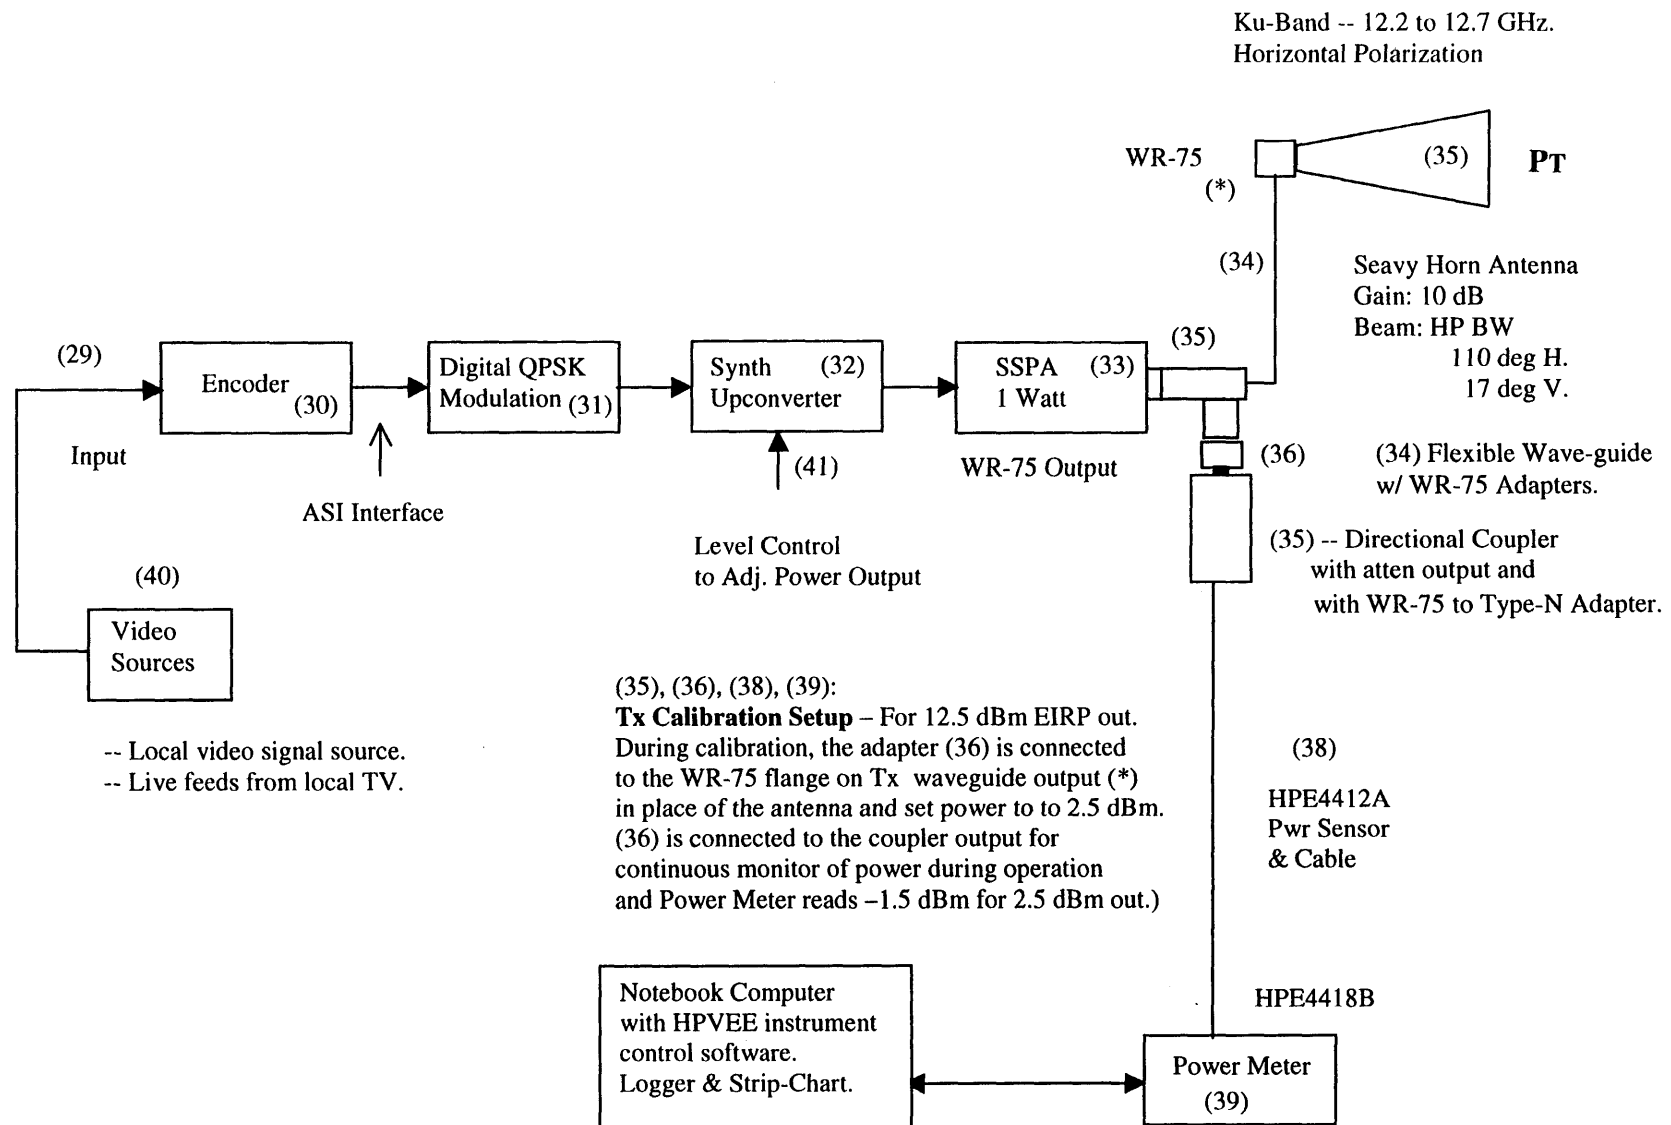 Ku-Band -- 12.2 to 12.7 GHz.
Horizontal Polarization
WR-75
(*)
(35)
PT
(34)
Seavy Horn Antenna
Gain: 10 dB
Beam: HP BW
110 deg H.
17 deg V.
(29)
Input
Encoder
(30)
ASI Interface
Digital QPSK
Modulation (31)
Synth (32)
Upconverter
(41)
Level Control
to Adj. Power Output
SSPA (33)
1 Watt
WR-75 Output
(35)
(36)
(34) Flexible Wave-guide
w/ WR-75 Adapters.
(35) -- Directional Coupler
with atten output and
with WR-75 to Type-N Adapter.
(40)
Video
Sources
-- Local video signal source.
-- Live feeds from local TV.
(35), (36), (38), (39):
Tx Calibration Setup – For 12.5 dBm EIRP out.
During calibration, the adapter (36) is connected
to the WR-75 flange on Tx waveguide output (*)
in place of the antenna and set power to to 2.5 dBm.
(36) is connected to the coupler output for
continuous monitor of power during operation
and Power Meter reads –1.5 dBm for 2.5 dBm out.)
(38)
HPE4412A
Pwr Sensor
& Cable
Notebook Computer
with HPVEE instrument
control software.
Logger & Strip-Chart.
HPE4418B
Power Meter
(39)